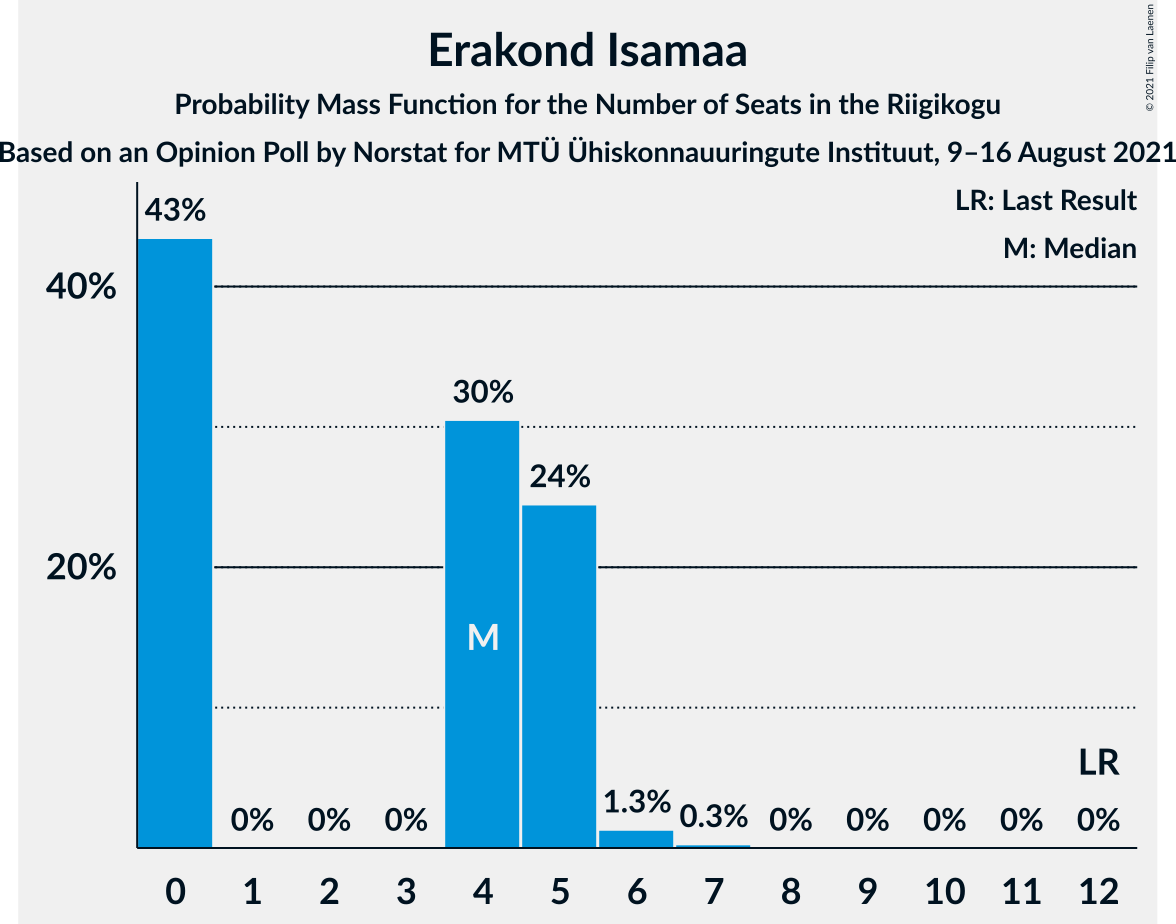 Erakond Isamaa
Probability Mass Function for the Number of Seats in the Riigikogu
Based on an Opinion Poll by Norstat for MTÜ Ühiskonnauuringute Instituut, 9–16 August 2021
© 2021 Filip van Laenen
LR: Last Result
M: Median
43%
40%
30%
24%
20%
M
LR
0% 0% 0% 1.3% 0.3% 0% 0% 0% 0% 0%
0 1 2 3 4 5 6 7 8 9 10 11 12